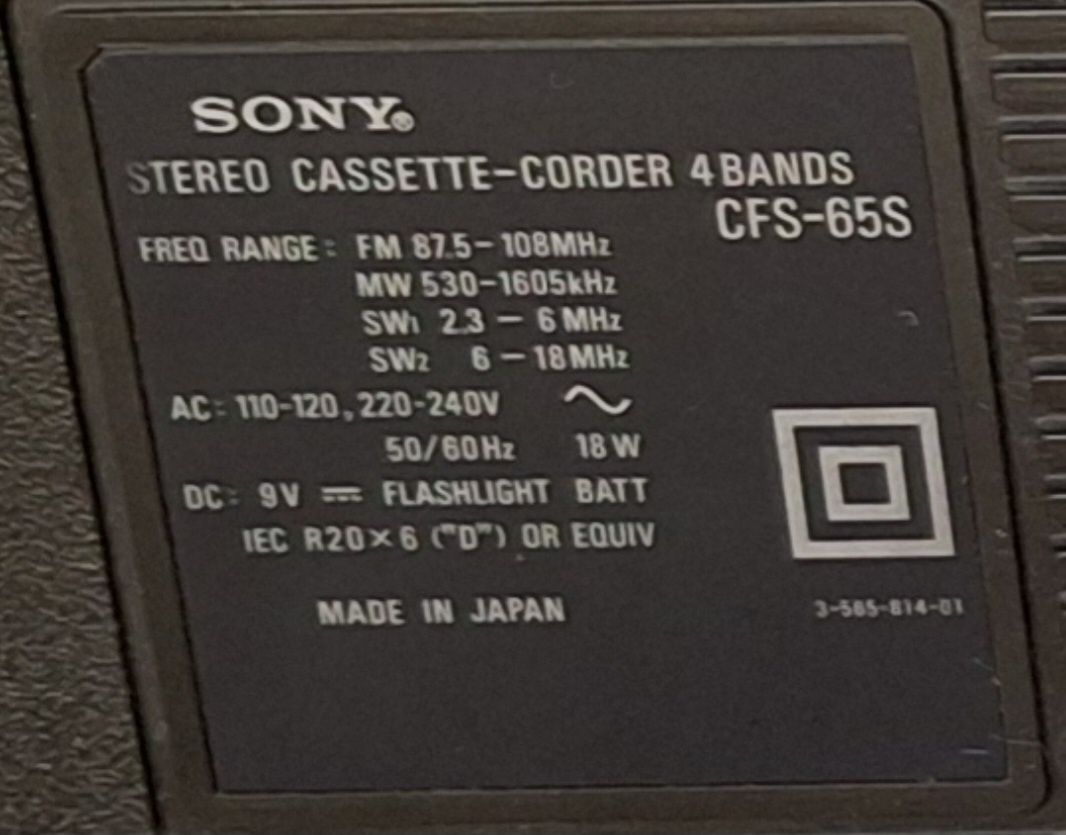 SONY®
STEREO CASSETTE-CORDER 4 BANDS
CFS-65S
FREQ RANGE: FM 87.5-108MHz
MW 530-1605kHz
SW1 2.3 - 6 MHz
SW2 6 - 18MHz
AC: 110-120, 220-240V ~
50/60Hz 18 W
DC: 9V ⎓ FLASHLIGHT BATT
IEC R20×6 ("D") OR EQUIV
MADE IN JAPAN
3-565-814-01